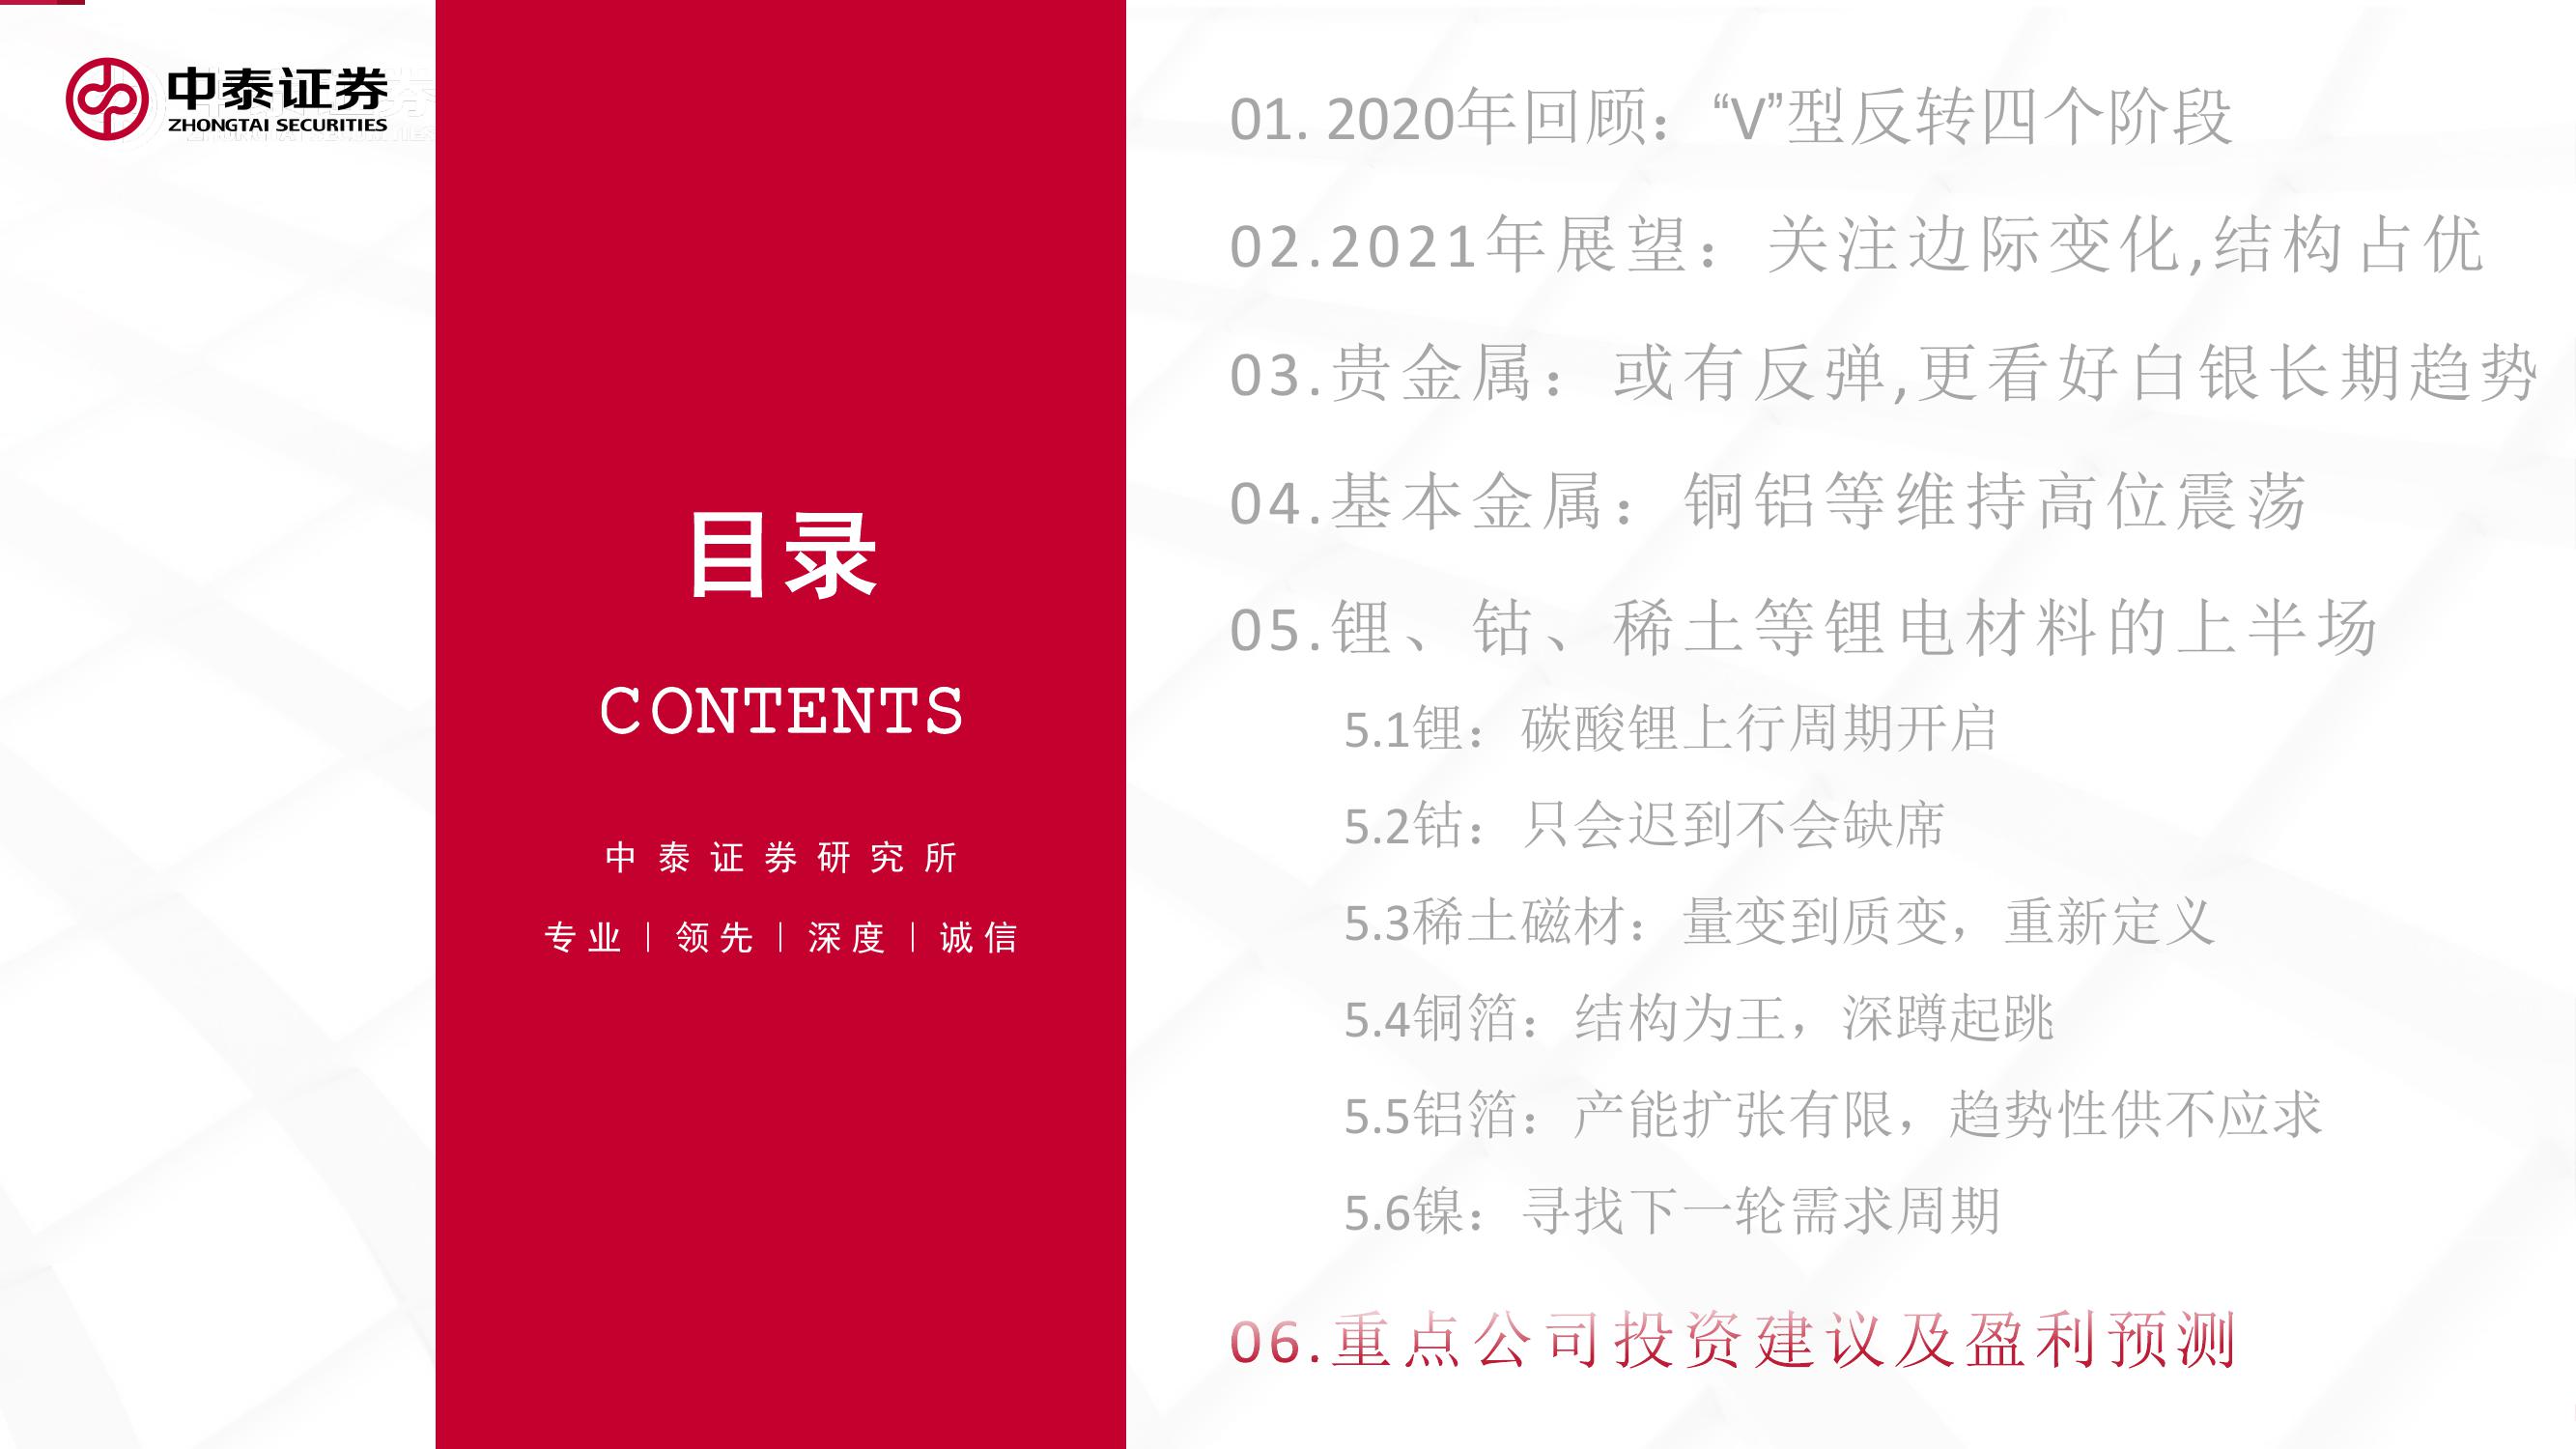 中泰证券
ZHONGTAI SECURITIES
目录
CONTENTS
中泰证券研究所
专业｜领先｜深度｜诚信
01. 2020年回顾：“V”型反转四个阶段
02.2021年展望：关注边际变化,结构占优
03.贵金属：或有反弹,更看好白银长期趋势
04.基本金属：铜铝等维持高位震荡
05.锂、钴、稀土等锂电材料的上半场
5.1锂：碳酸锂上行周期开启
5.2钴：只会迟到不会缺席
5.3稀土磁材：量变到质变，重新定义
5.4铜箔：结构为王，深蹲起跳
5.5铝箔：产能扩张有限，趋势性供不应求
5.6镍：寻找下一轮需求周期
06.重点公司投资建议及盈利预测